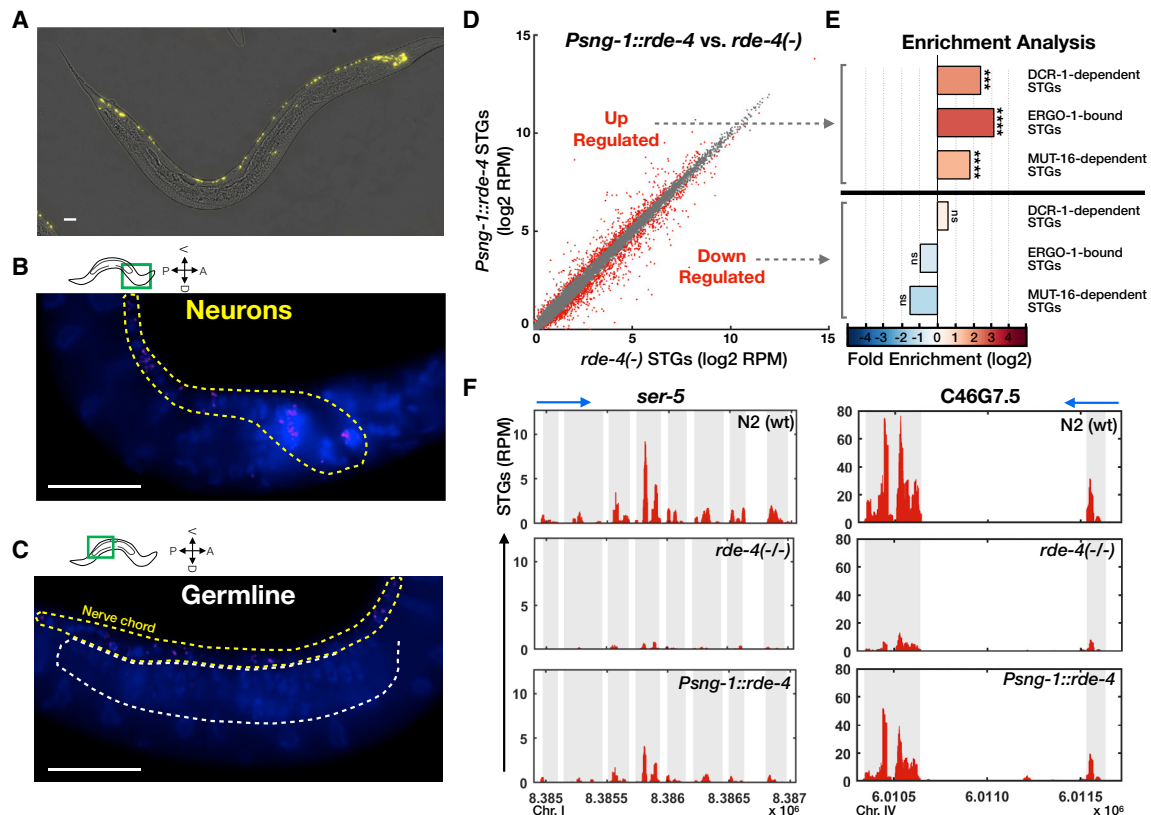 A
B
V
P A
D
Neurons
C
V
P A
D
Germline
Nerve chord
D
Psng-1::rde-4 vs. rde-4(-)
15
10
5
0
Psng-1::rde-4 STGs
(log2 RPM)
Up
Regulated
Down
Regulated
0 5 10 15
rde-4(-) STGs (log2 RPM)
E
Enrichment Analysis
***
DCR-1-dependent
STGs
****
ERGO-1-bound
STGs
****
MUT-16-dependent
STGs
ns
DCR-1-dependent
STGs
ns
ERGO-1-bound
STGs
ns
MUT-16-dependent
STGs
-4 -3 -2 -1 0 1 2 3 4
Fold Enrichment (log2)
F
ser-5
N2 (wt)
10
5
0
STGs (RPM)
rde-4(-/-)
10
5
0
Psng-1::rde-4
10
5
0
8.385 8.3855 8.386 8.3865 8.387
Chr. I x 10⁶
C46G7.5
N2 (wt)
80
60
40
20
0
rde-4(-/-)
80
60
40
20
0
Psng-1::rde-4
80
60
40
20
0
6.0105 6.0110 6.0115
Chr. IV x 10⁶